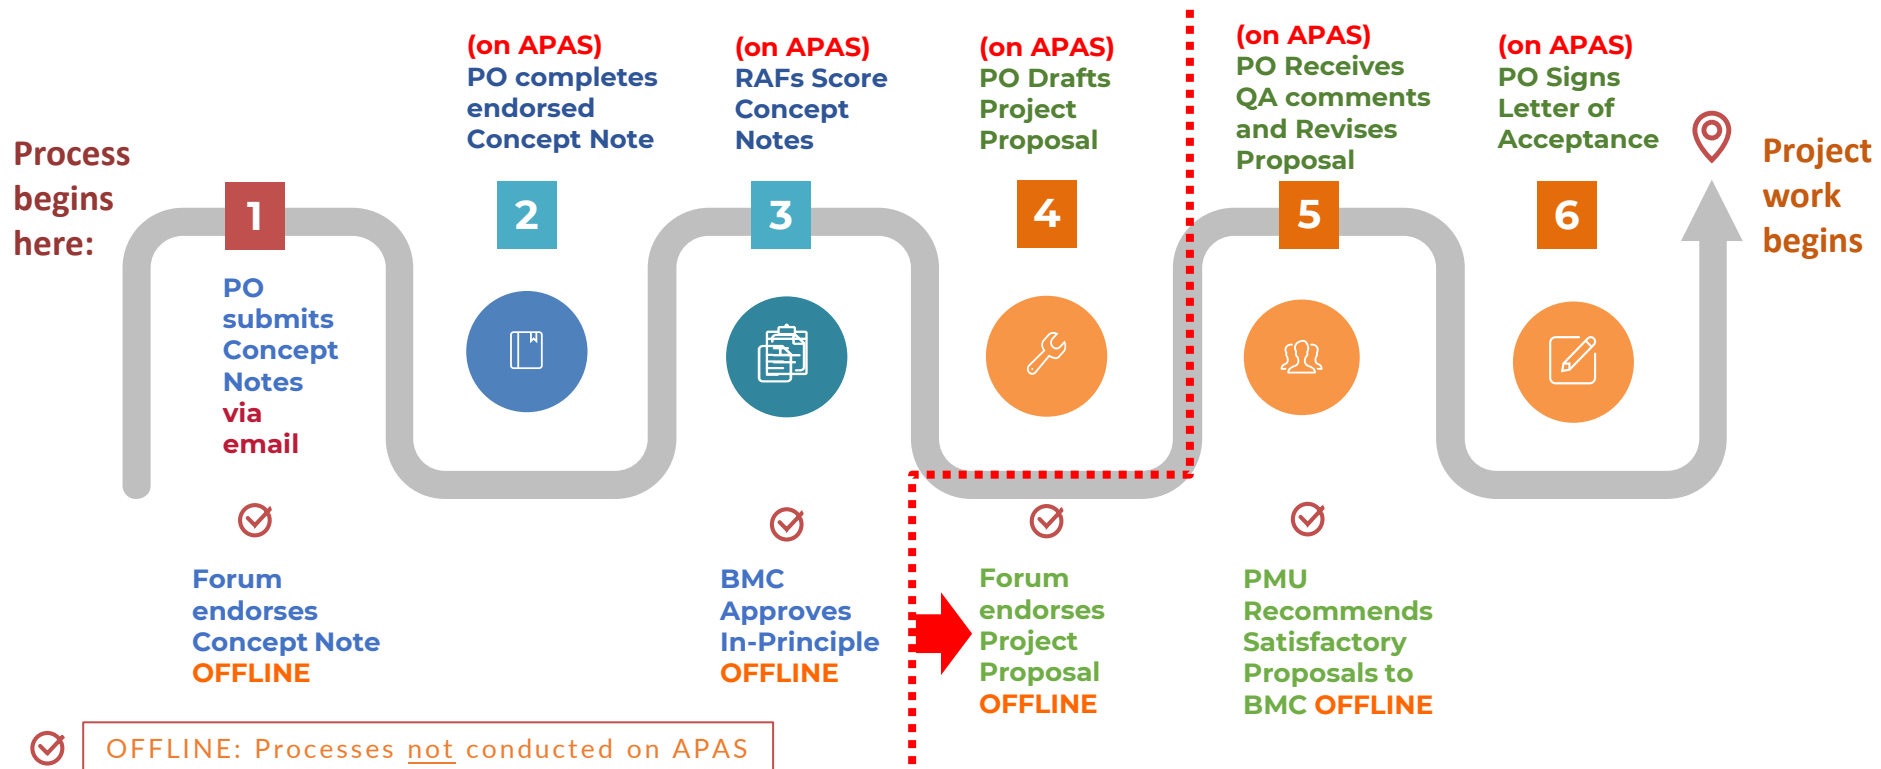 Process
begins
here:
1
PO
submits
Concept
Notes
via
email
Forum
endorses
Concept Note
OFFLINE
(on APAS)
PO completes
endorsed
Concept Note
2
(on APAS)
RAFs Score
Concept
Notes
3
BMC
Approves
In-Principle
OFFLINE
(on APAS)
PO Drafts
Project
Proposal
4
Forum
endorses
Project
Proposal
OFFLINE
(on APAS)
PO Receives
QA comments
and Revises
Proposal
5
PMU
Recommends
Satisfactory
Proposals to
BMC OFFLINE
(on APAS)
PO Signs
Letter of
Acceptance
6
Project
work
begins
OFFLINE: Processes not conducted on APAS